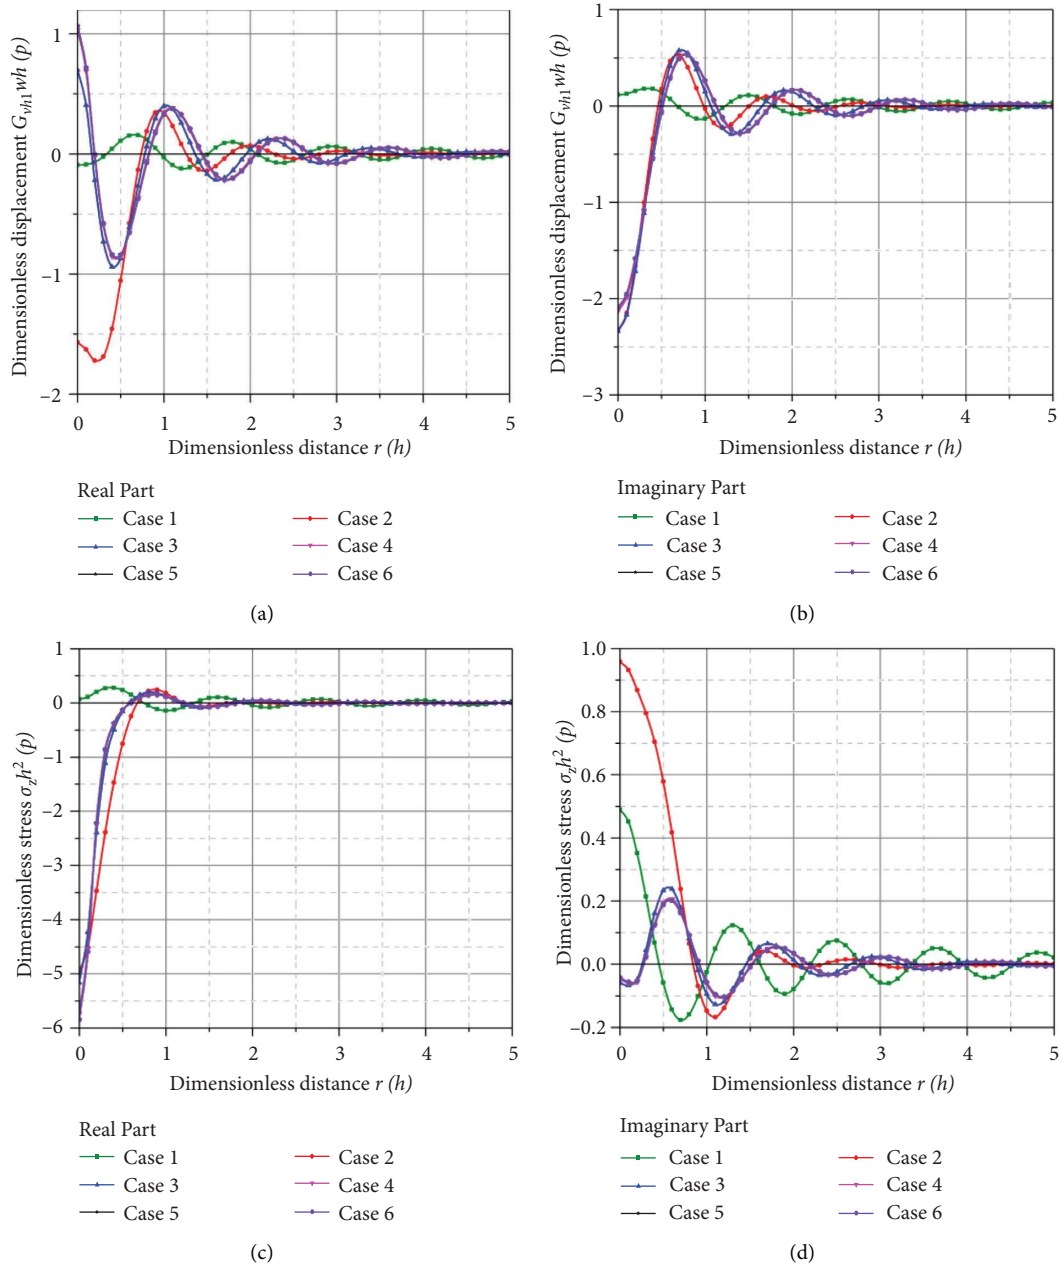 Dimensionless displacement Gvh1 wh (p)
1
0
−1
−2
0 1 2 3 4 5
Dimensionless distance r (h)
Real Part
Case 1 Case 2
Case 3 Case 4
Case 5 Case 6
(a)
Dimensionless displacement Gvh1 wh (p)
1
0
−1
−2
−3
0 1 2 3 4 5
Dimensionless distance r (h)
Imaginary Part
Case 1 Case 2
Case 3 Case 4
Case 5 Case 6
(b)
Dimensionless stress σzh² (p)
1
0
−1
−2
−3
−4
−5
−6
0 1 2 3 4 5
Dimensionless distance r (h)
Real Part
Case 1 Case 2
Case 3 Case 4
Case 5 Case 6
(c)
Dimensionless stress σzh² (p)
1.0
0.8
0.6
0.4
0.2
0.0
−0.2
0 1 2 3 4 5
Dimensionless distance r (h)
Imaginary Part
Case 1 Case 2
Case 3 Case 4
Case 5 Case 6
(d)